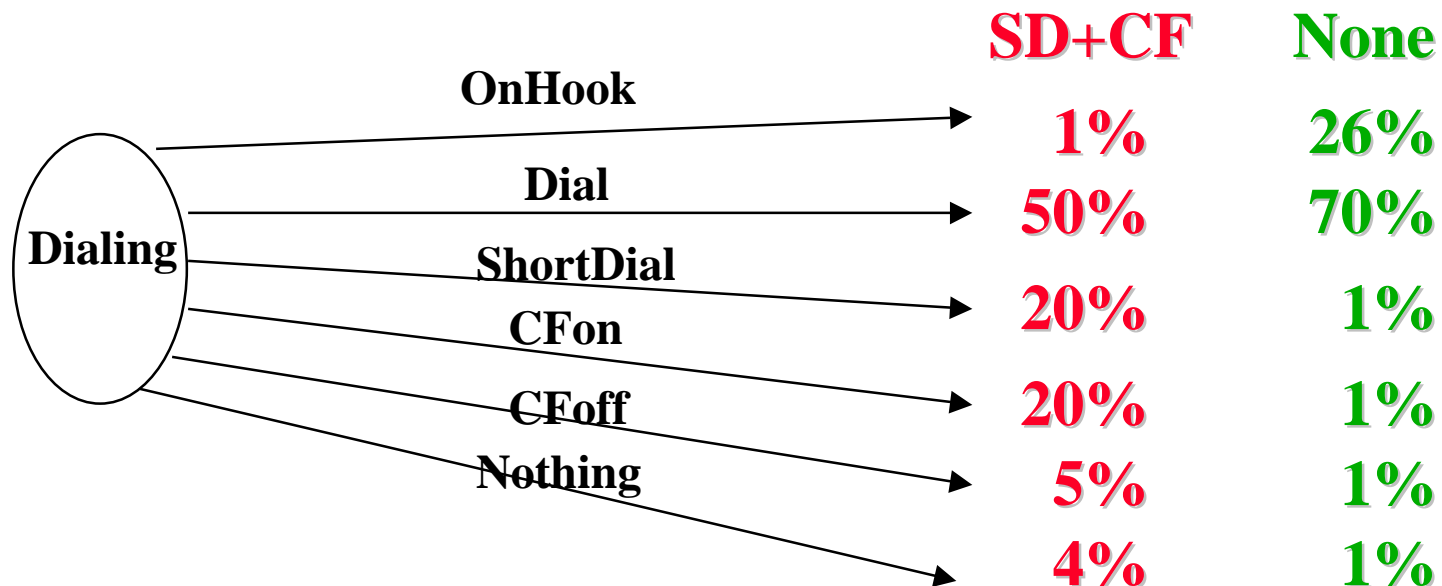 SD+CF None
OnHook
1% 26%
Dial
50% 70%
Dialing
ShortDial
20% 1%
CFon
20% 1%
CFoff
5% 1%
Nothing
4% 1%